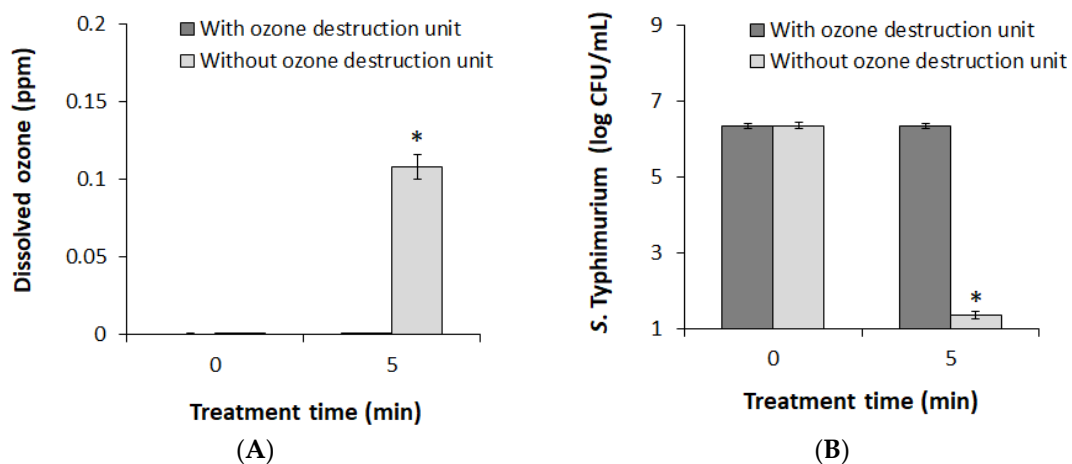 0.2
With ozone destruction unit
Without ozone destruction unit
0.15
0.1
0.05
0
*
0
5
Dissolved ozone (ppm)
Treatment time (min)
(A)
9
With ozone destruction unit
Without ozone destruction unit
7
5
3
1
*
0
5
S. Typhimurium (log CFU/mL)
Treatment time (min)
(B)